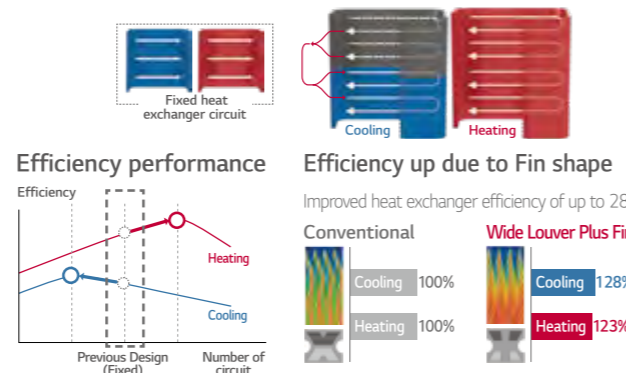 Fixed heat
exchanger circuit
Cooling
Heating
Efficiency performance
Efficiency
Heating
Cooling
Previous Design
(Fixed)
Number of
circuit
Efficiency up due to Fin shape
Improved heat exchanger efficiency of up to 28
Conventional
Cooling 100%
Heating 100%
Wide Louver Plus Fin
Cooling 128%
Heating 123%